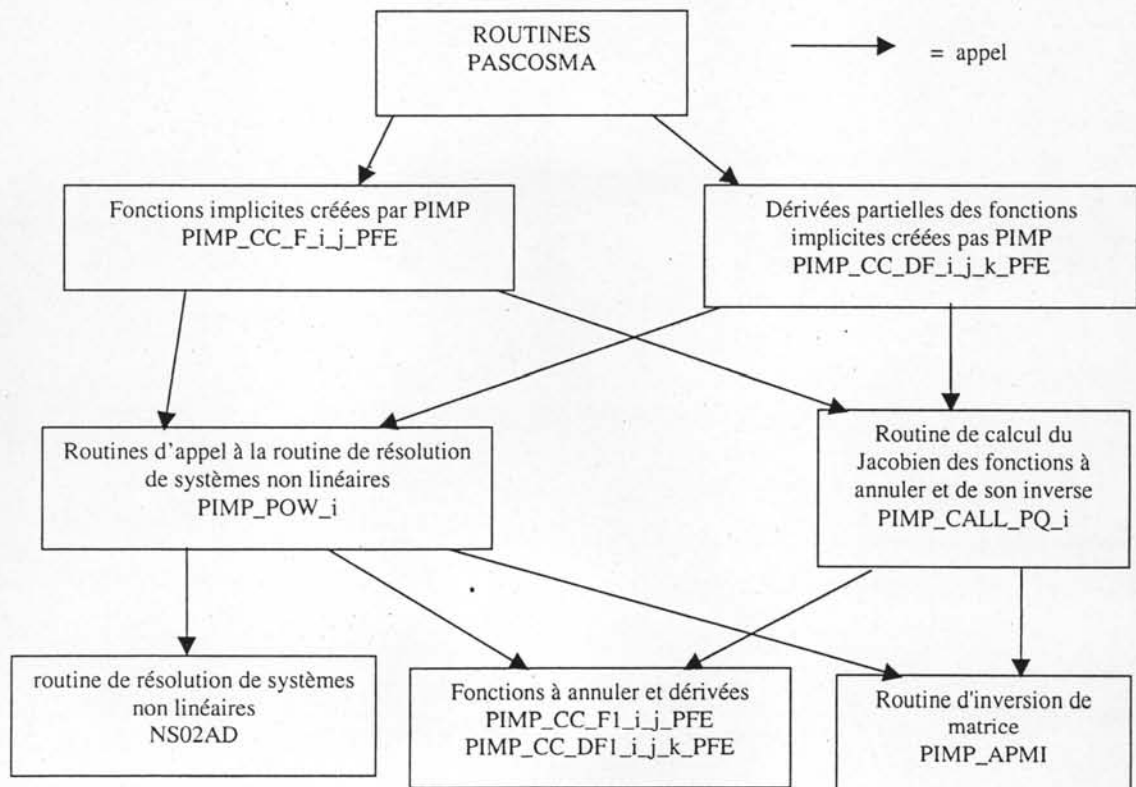 ROUTINES
PASCOSMA
= appel
Fonctions implicites créées par PIMP
PIMP_CC_F_i_j_PFE
Dérivées partielles des fonctions
implicites créées pas PIMP
PIMP_CC_DF_i_j_k_PFE
Routines d'appel à la routine de résolution
de systèmes non linéaires
PIMP_POW_i
Routine de calcul du
Jacobien des fonctions à
annuler et de son inverse
PIMP_CALL_PQ_i
routine de résolution de systèmes
non linéaires
NS02AD
Fonctions à annuler et dérivées
PIMP_CC_F1_i_j_PFE
PIMP_CC_DF1_i_j_k_PFE
Routine d'inversion de
matrice
PIMP_APMI